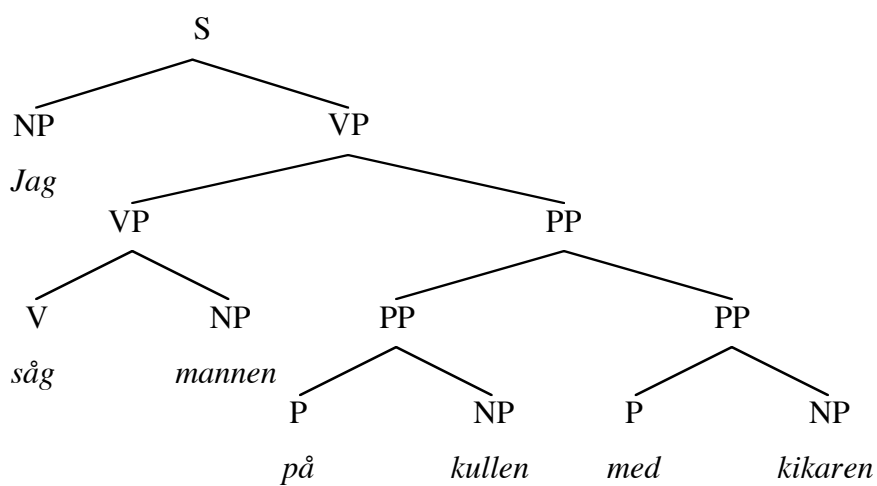 S
NP VP
Jag
VP PP
V NP PP PP
såg mannen
P NP P NP
på kullen med kikaren